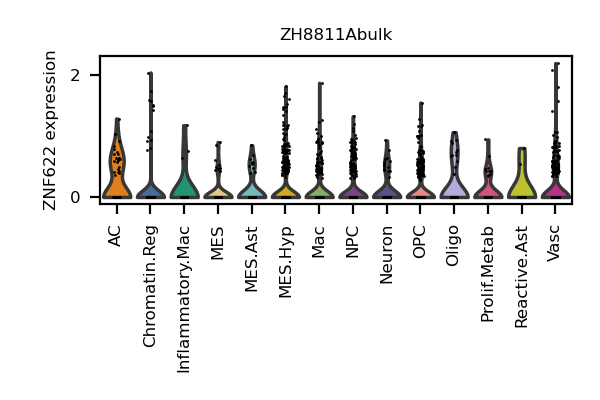 ZH8811Abulk
ZNF622 expression
2
0
AC
Chromatin.Reg
Inflammatory.Mac
MES
MES.Ast
MES.Hyp
Mac
NPC
Neuron
OPC
Oligo
Prolif.Metab
Reactive.Ast
Vasc